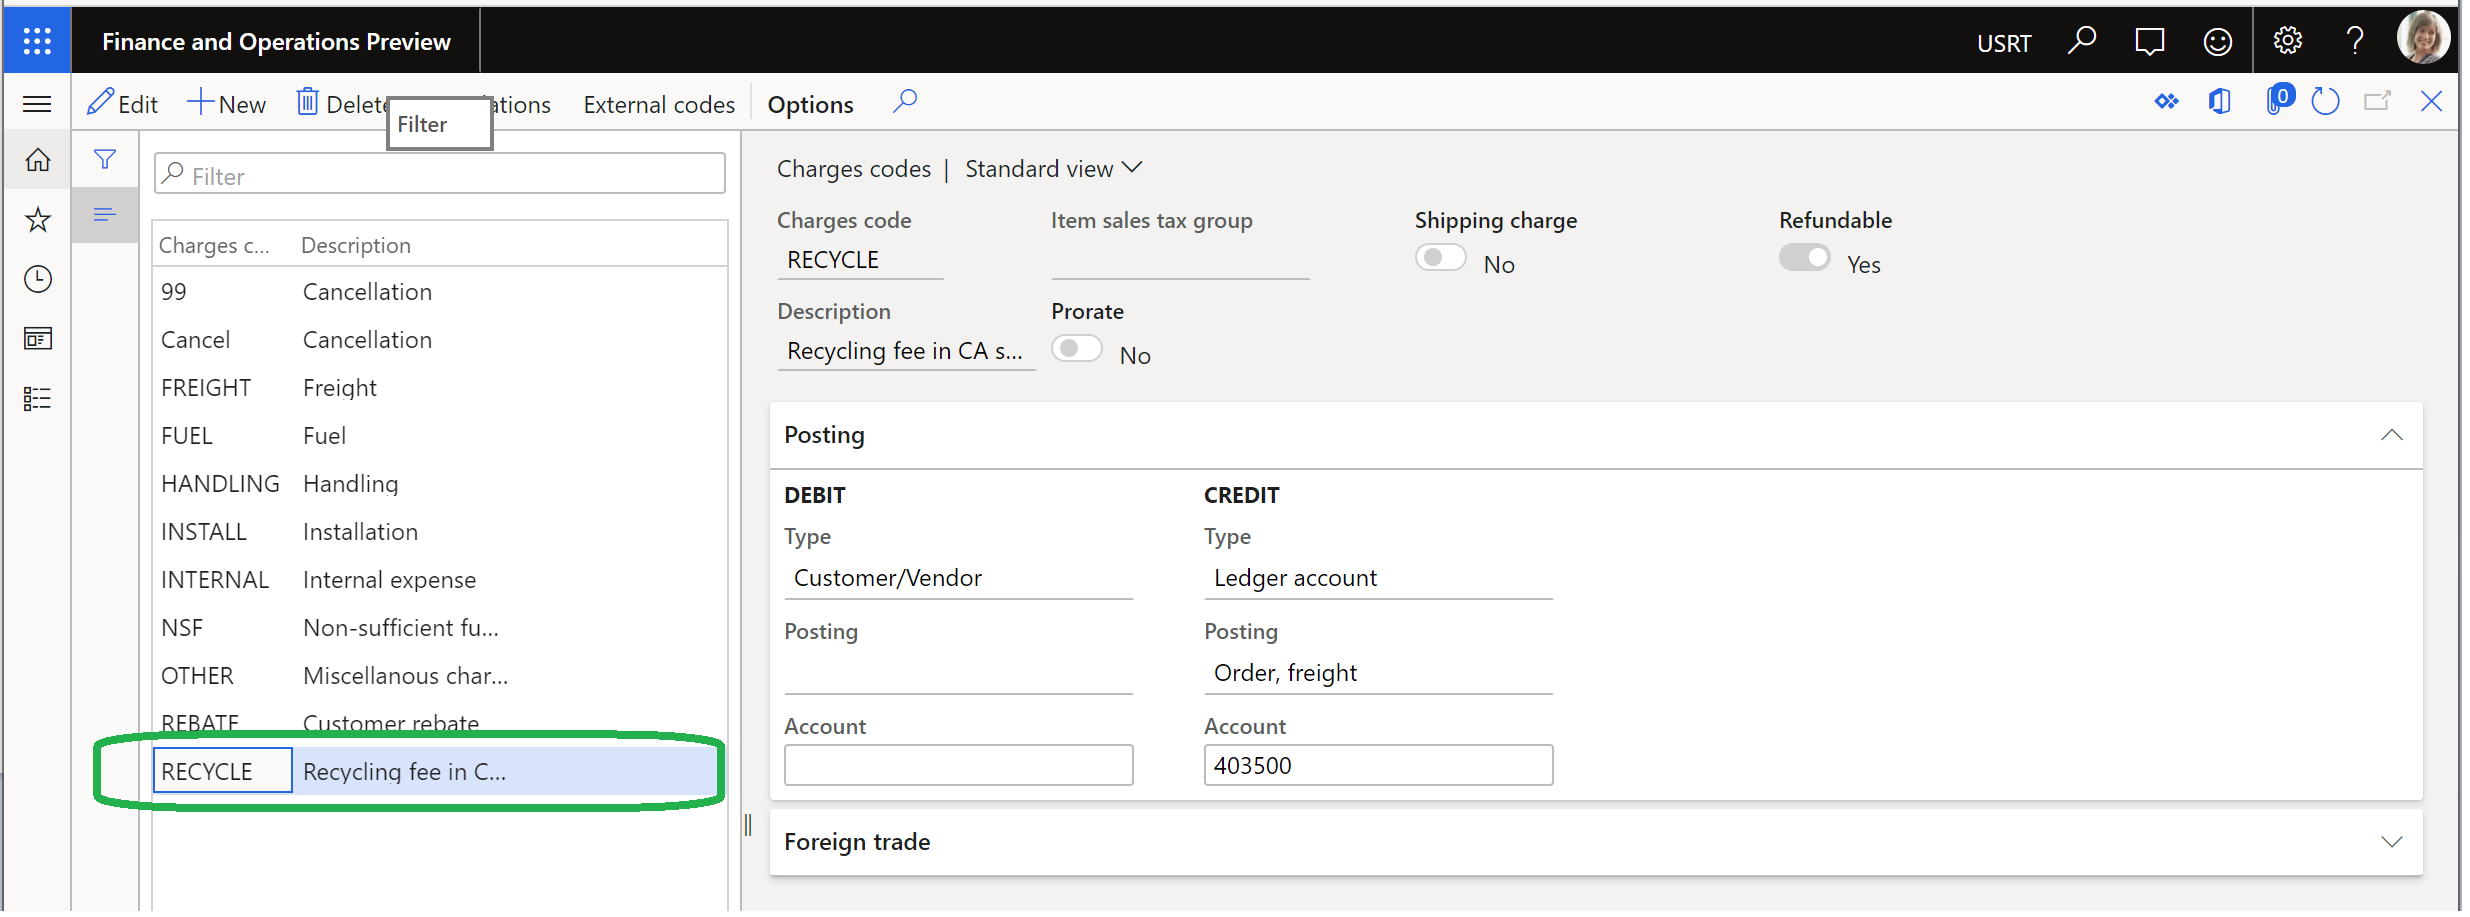 Finance and Operations Preview
USRT
Edit
New
Delete
ations
External codes
Options
0
Filter
Filter
Charges c...
Description
99
Cancellation
Cancel
Cancellation
FREIGHT
Freight
FUEL
Fuel
HANDLING
Handling
INSTALL
Installation
INTERNAL
Internal expense
NSF
Non-sufficient fu...
OTHER
Miscellanous char...
REBATE
Customer rebate
RECYCLE
Recycling fee in C...
Charges codes | Standard view
Charges code
RECYCLE
Item sales tax group
Shipping charge
No
Refundable
Yes
Description
Recycling fee in CA s...
Prorate
No
Posting
DEBIT
Type
Customer/Vendor
Posting
Account
CREDIT
Type
Ledger account
Posting
Order, freight
Account
403500
Foreign trade